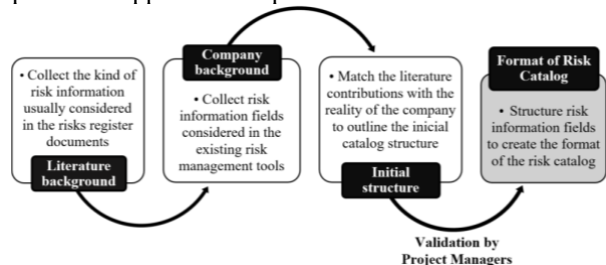 • Collect the kind of
risk information
usually considered
in the risks register
documents
Literature
background
Company
background
• Collect risk
information fields
considered in the
existing risk
management tools
• Match the literature
contributions with the
reality of the company
to outline the inicial
catalog structure
Initial
structure
Format of Risk
Catalog
• Structure risk
information fields
to create the format
of the risk catalog
Validation by
Project Managers